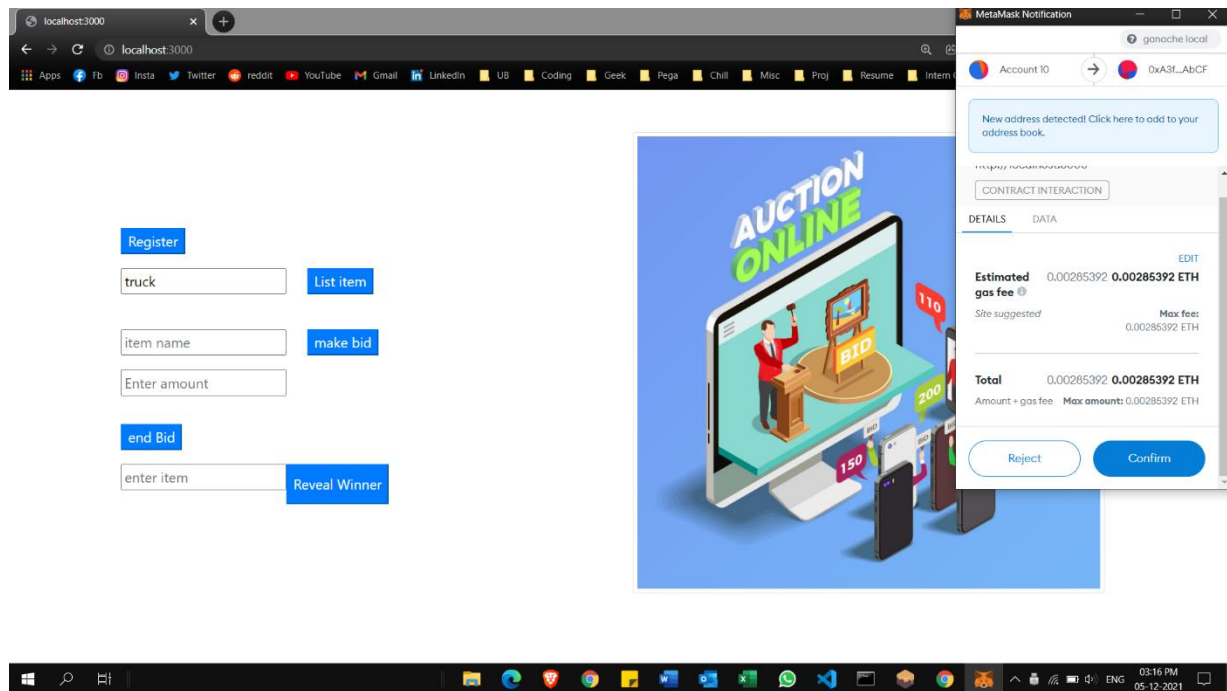 localhost:3000
localhost:3000
Apps Fb Insta Twitter reddit YouTube Gmail LinkedIn UB Coding Geek Pega Chill Misc Proj Resume Intern
Register
truck List item
item name make bid
Enter amount
end Bid
enter item Reveal Winner
AUCTION
ONLINE
110
BID
200
BID
BID
BID
150
MetaMask Notification
ganache local
Account 10 0xA3f...AbCF
New address detected! Click here to add to your
address book.
CONTRACT INTERACTION
DETAILS DATA
EDIT
Estimated 0.00285392 0.00285392 ETH
gas fee
Site suggested Max fee:
0.00285392 ETH
Total 0.00285392 0.00285392 ETH
Amount + gas fee Max amount: 0.00285392 ETH
Reject Confirm
ENG 03:16 PM
05-12-2021